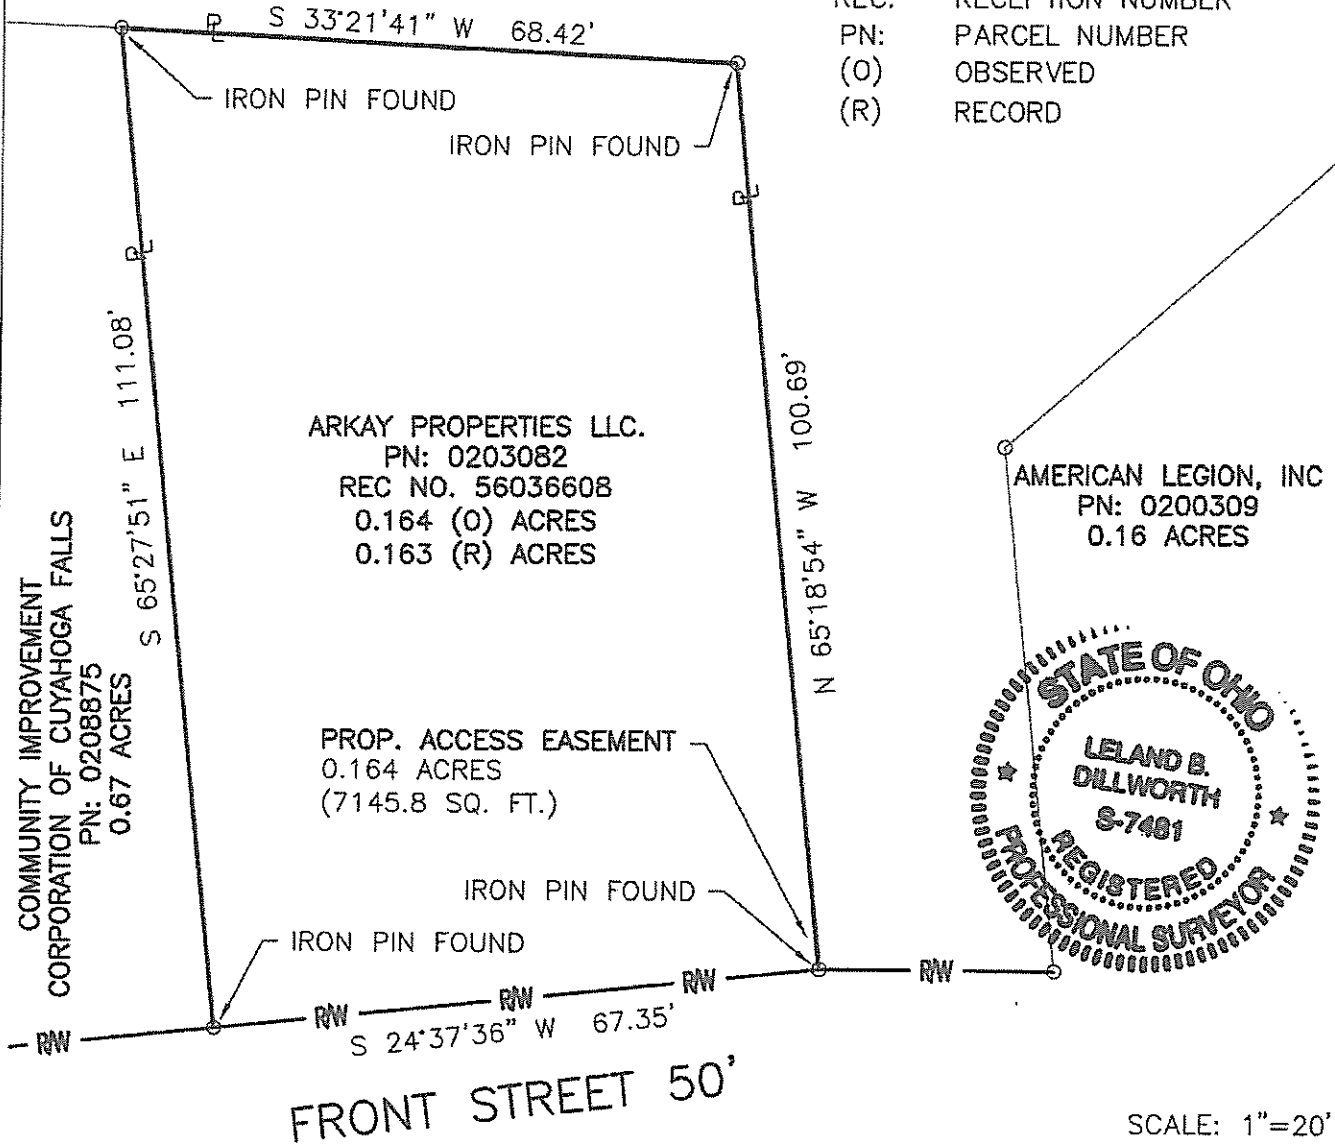 REC: RECEPTION NUMBER
PN: PARCEL NUMBER
(O) OBSERVED
(R) RECORD
PL
S 33°21'41" W 68.42'
IRON PIN FOUND
IRON PIN FOUND
PL
PL
S 65°27'51" E 111.08'
N 65°18'54" W 100.69'
ARKAY PROPERTIES LLC.
PN: 0203082
REC NO. 56036608
0.164 (O) ACRES
0.163 (R) ACRES
AMERICAN LEGION, INC
PN: 0200309
0.16 ACRES
COMMUNITY IMPROVEMENT
CORPORATION OF CUYAHOGA FALLS
PN: 0208875
0.67 ACRES
PROP. ACCESS EASEMENT
0.164 ACRES
(7145.8 SQ. FT.)
STATE OF OHIO
LELAND B.
DILLWORTH
S-7481
REGISTERED
PROFESSIONAL SURVEYOR
IRON PIN FOUND
IRON PIN FOUND
R/W
R/W
R/W
R/W
R/W
S 24°37'36" W 67.35'
FRONT STREET 50'
SCALE: 1"=20'